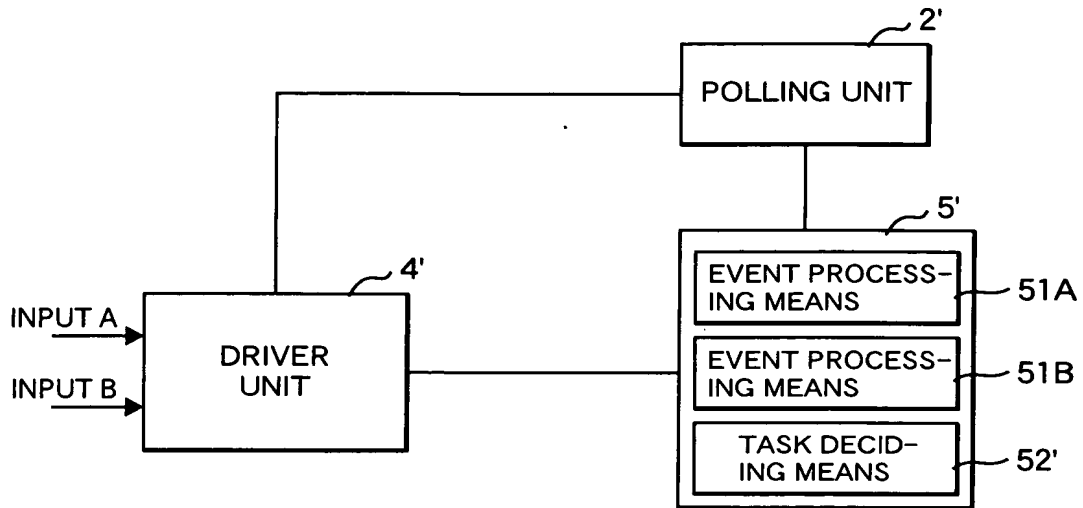 2'
POLLING UNIT
5'
EVENT PROCESS-
ING MEANS
51A
EVENT PROCESS-
ING MEANS
51B
TASK DECID-
ING MEANS
52'
4'
INPUT A
INPUT B
DRIVER
UNIT